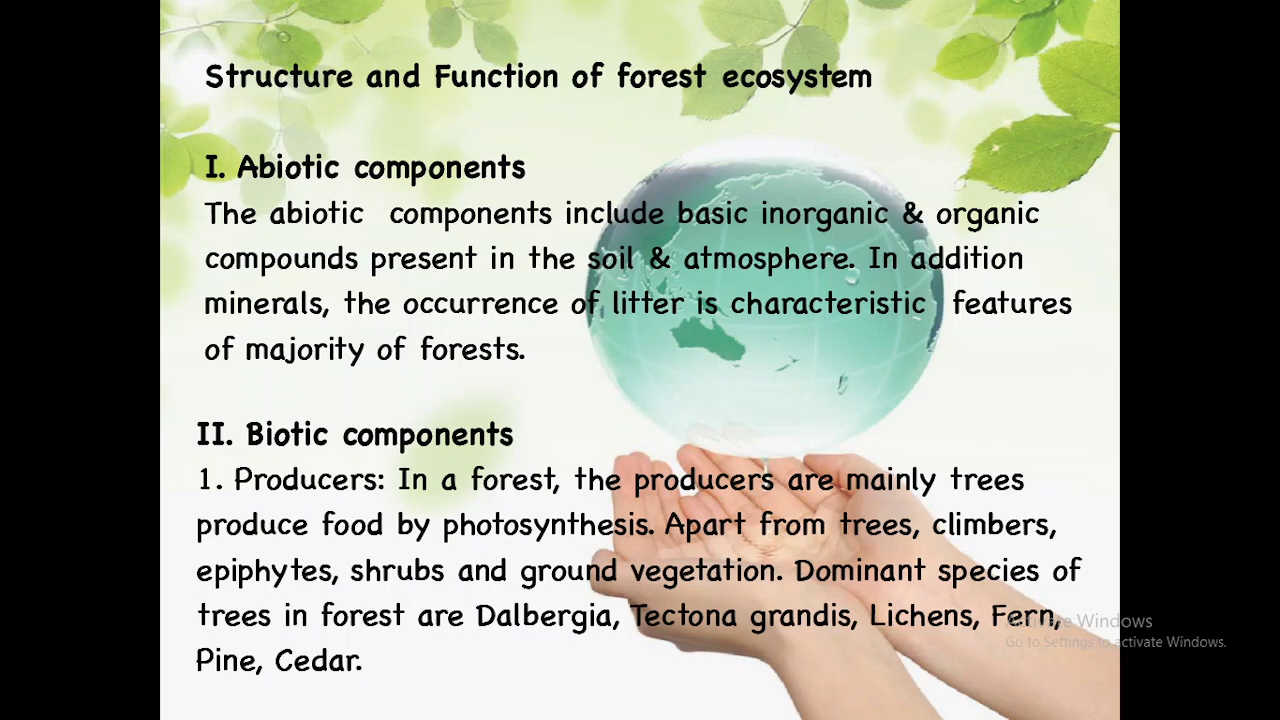 Structure and Function of forest ecosystem
I. Abiotic components
The abiotic components include basic inorganic & organic
compounds present in the soil & atmosphere. In addition
minerals, the occurrence of litter is characteristic features
of majority of forests.
II. Biotic components
1. Producers: In a forest, the producers are mainly trees
produce food by photosynthesis. Apart from trees, climbers,
epiphytes, shrubs and ground vegetation. Dominant species of
trees in forest are Dalbergia, Tectona grandis, Lichens, Fern,
Pine, Cedar.
Activate Windows
Go to Settings to activate Windows.